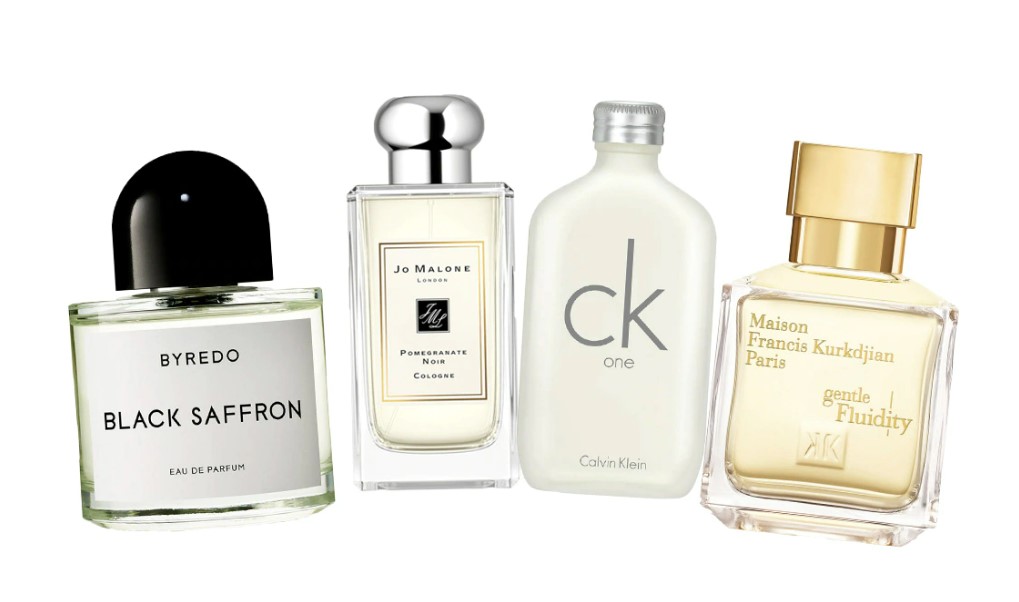 BYREDO
BLACK SAFFRON
EAU DE PARFUM
JO MALONE
LONDON
JML
POMEGRANATE
NOIR
COLOGNE
ck
one
Calvin Klein
Maison
Francis Kurkdjian
Paris
gentle
Fluidity